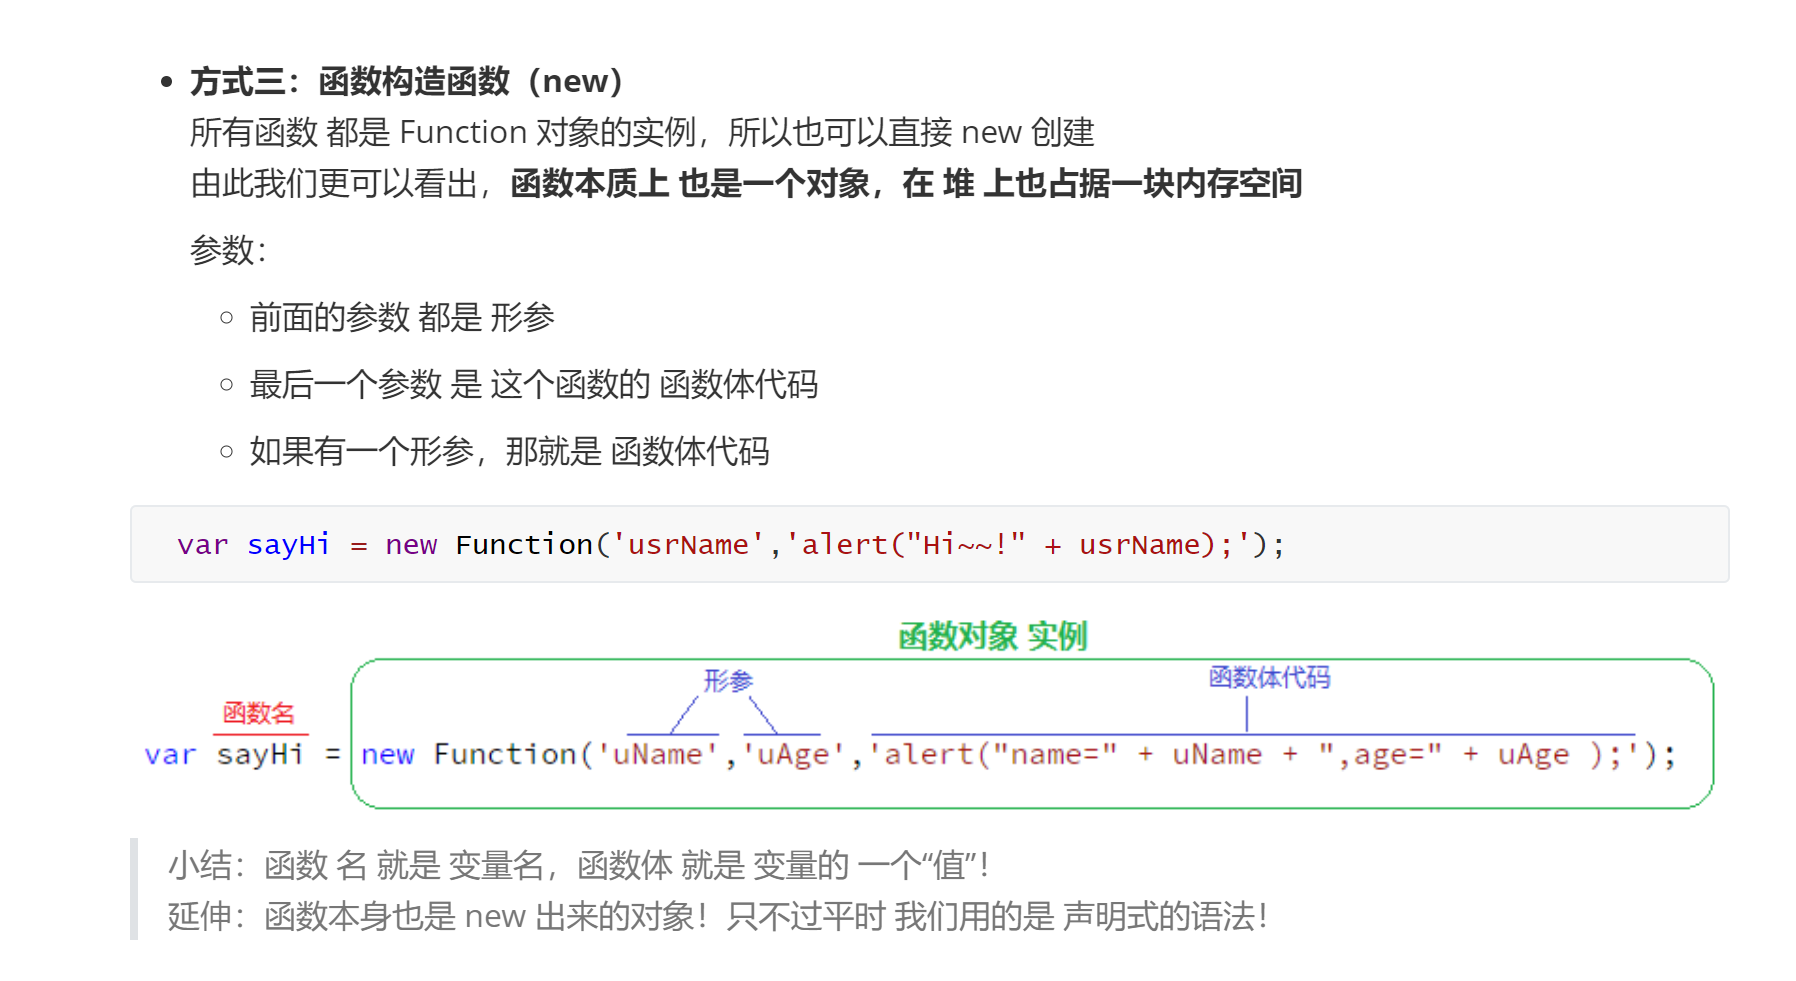 方式三：函数构造函数（new）
所有函数 都是 Function 对象的实例，所以也可以直接 new 创建
由此我们更可以看出，函数本质上 也是一个对象，在 堆 上也占据一块内存空间
参数：
前面的参数 都是 形参
最后一个参数 是 这个函数的 函数体代码
如果有一个形参，那就是 函数体代码
var sayHi = new Function('usrName','alert("Hi~~!" + usrName);');
函数对象 实例
形参
函数体代码
函数名
var sayHi = new Function('uName','uAge','alert("name=" + uName + ",age=" + uAge );');
小结：函数 名 就是 变量名，函数体 就是 变量的 一个“值”！
延伸：函数本身也是 new 出来的对象！只不过平时 我们用的是 声明式的语法！